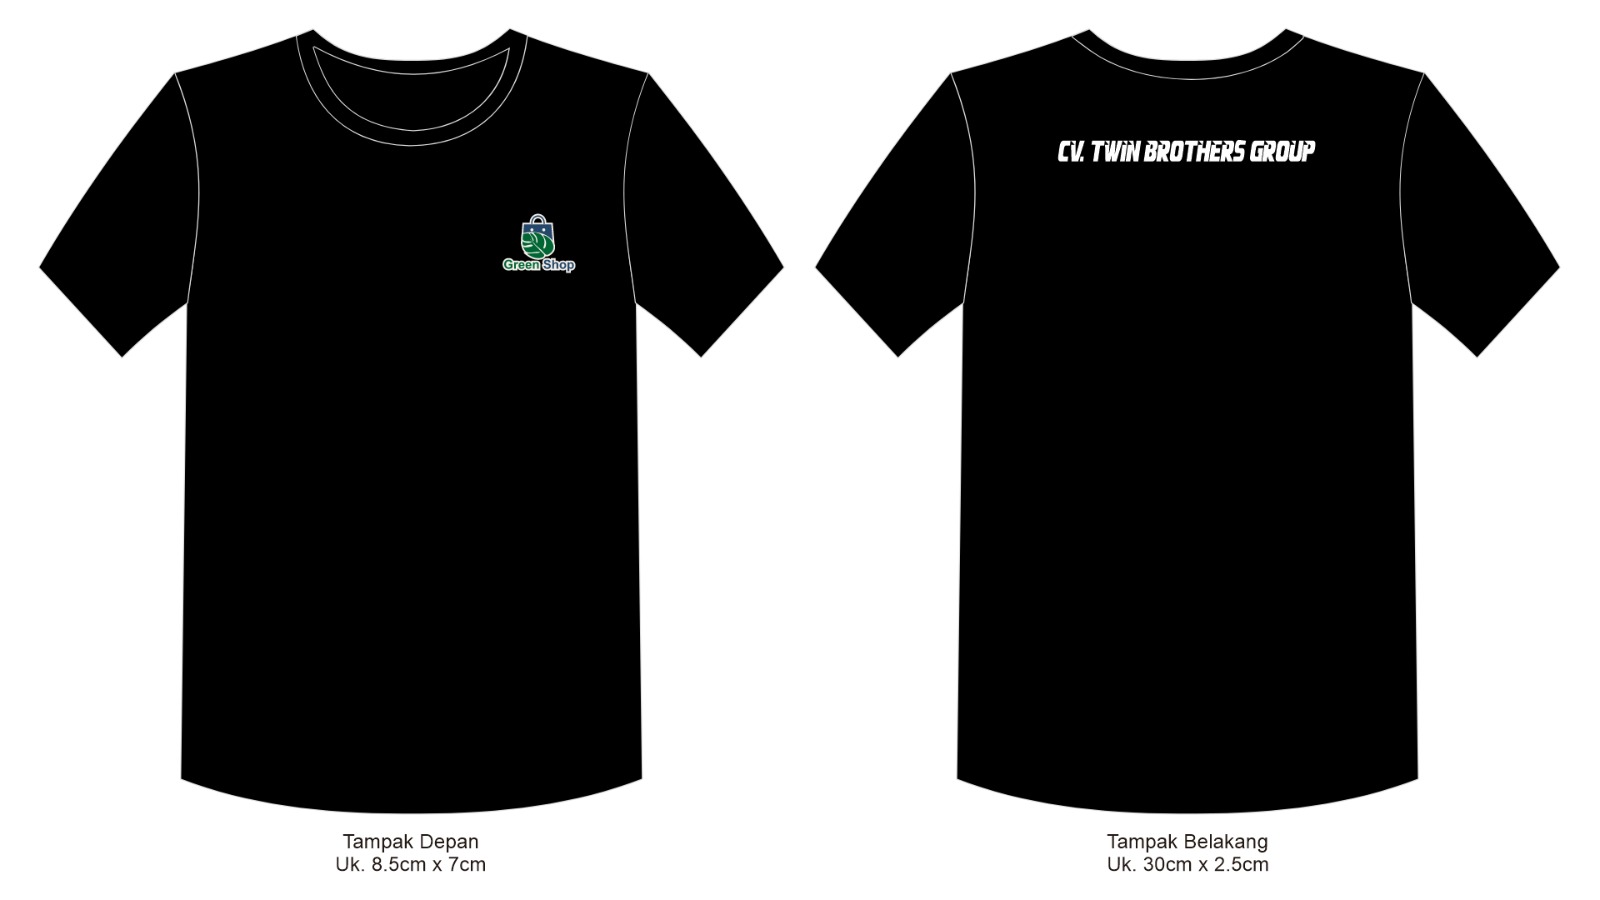 Green Shop
CV. TWIN BROTHERS GROUP
Tampak Depan
Uk. 8.5cm x 7cm
Tampak Belakang
Uk. 30cm x 2.5cm